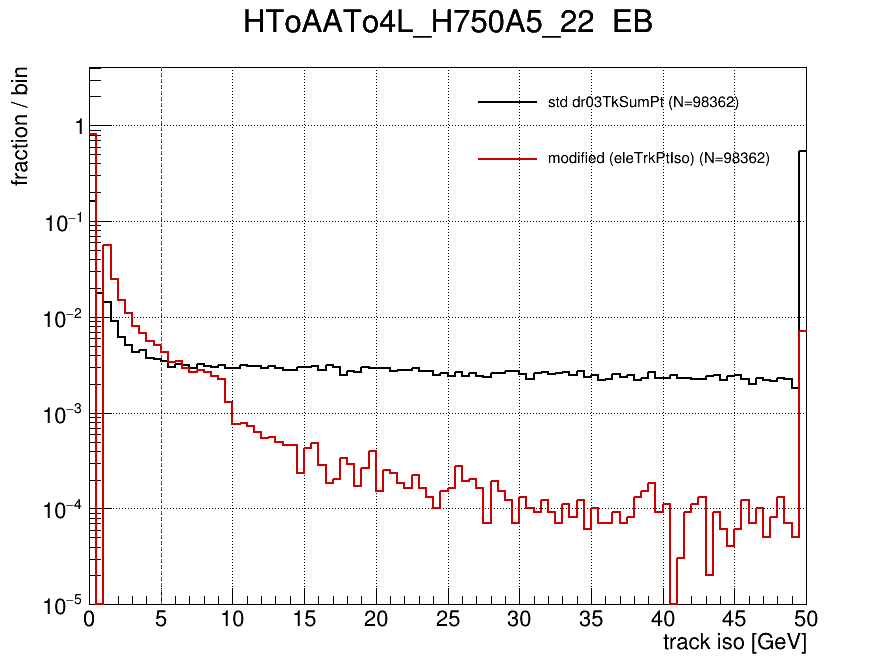 HToAATo4L_H750A5_22 EB
fraction / bin
std dr03TkSumPt (N=98362)
modified (eleTrkPtIso) (N=98362)
1
10−1
10−2
10−3
10−4
10−5
0 5 10 15 20 25 30 35 40 45 50
track iso [GeV]